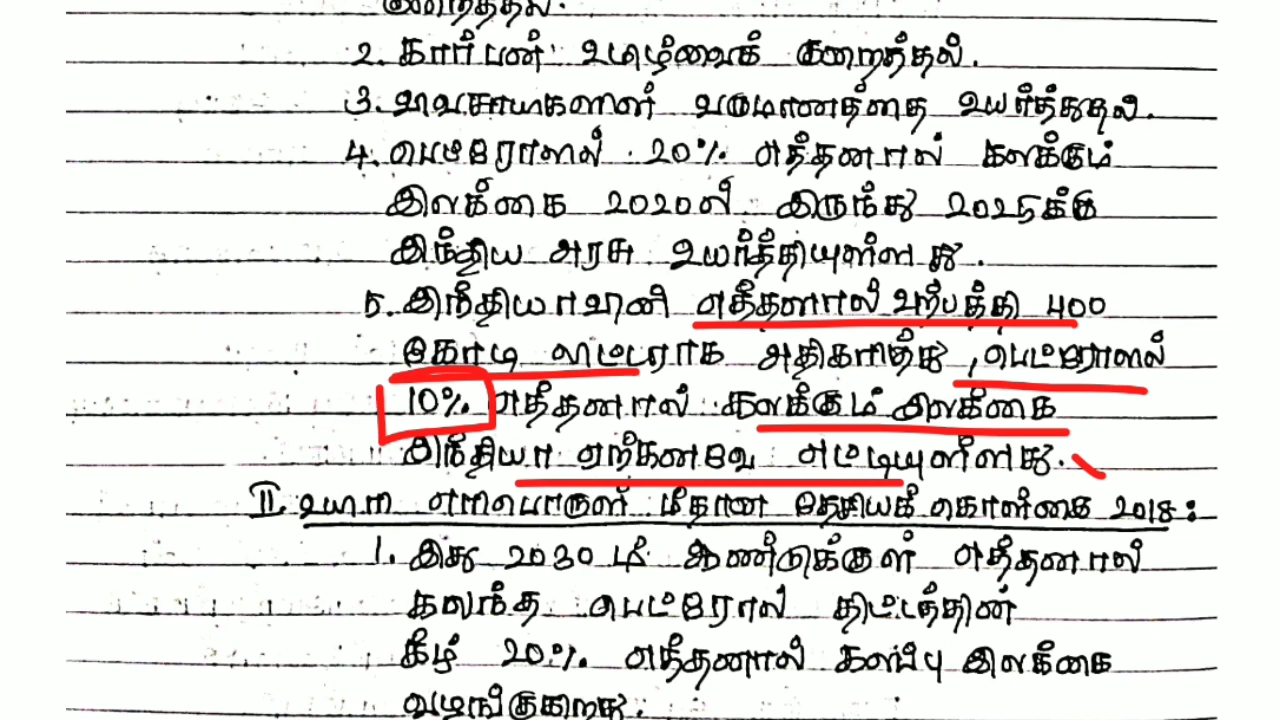 குறைத்தல்.
2. கார்பன் உமிழ்வைக் குறைத்தல்.
3. விவசாயிகளின் வருமானத்தை உயர்த்துதல்.
4. பெட்ரோலில் 20% எத்தனால் கலக்கும்
இலக்கை 2020ல் இருந்து 2025க்கு
இந்திய அரசு உயர்த்தியுள்ளது.
5. இந்தியாவின் எத்தனால் உற்பத்தி 400
கோடி லிட்டராக அதிகரித்து, பெட்ரோலில்
10% எத்தனால் கலக்கும் இலக்கை
இந்தியா ஏற்கனவே எட்டியுள்ளது.
II. உயிரி எரிபொருள் மீதான தேசியக் கொள்கை 2018:
1. இது 2030 ம் ஆண்டுக்குள் எத்தனால்
கலந்த பெட்ரோல் திட்டத்தின்
கீழ் 20% எத்தனால் கலப்பு இலக்கை
வழங்குகிறது.